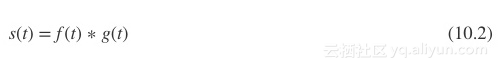 s(t) = f(t) ∗ g(t) (10.2)
云栖社区 yq.aliyun.com